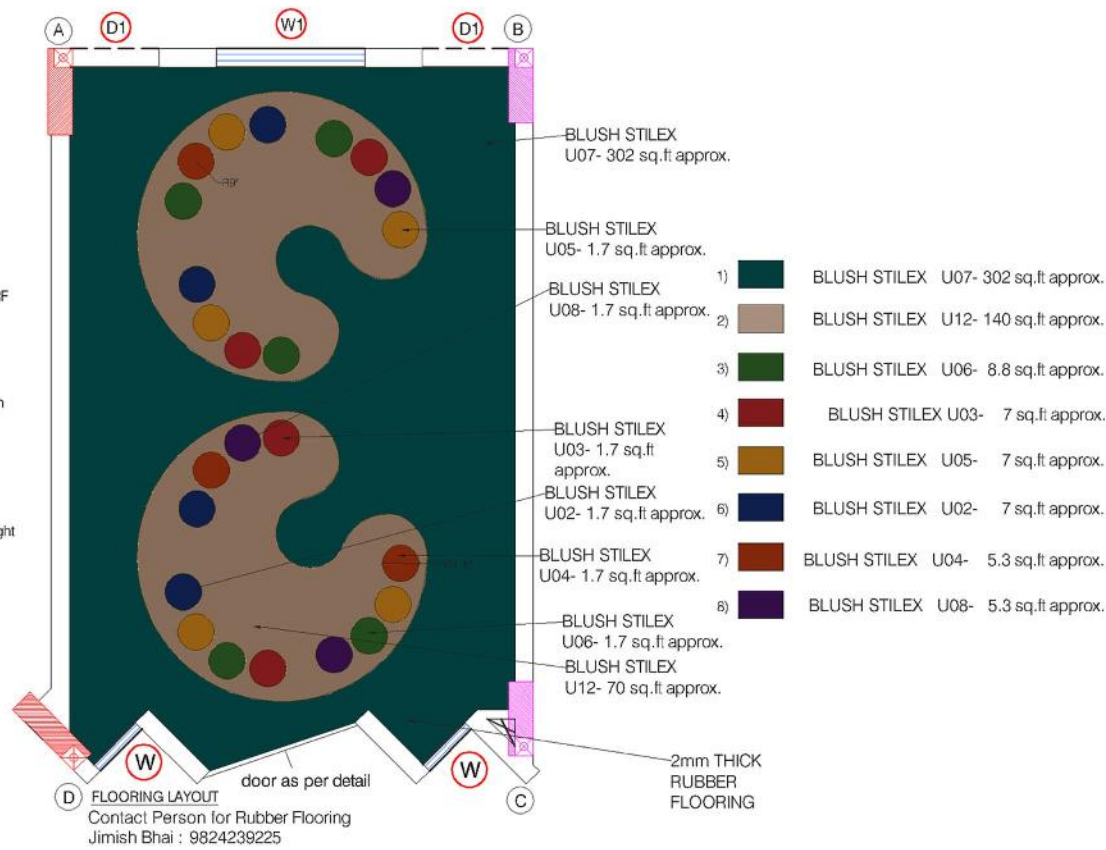 A
D1
W1
D1
B
BLUSH STILEX
U07- 302 sq.ft approx.
R9"
BLUSH STILEX
U05- 1.7 sq.ft approx.
BLUSH STILEX
U08- 1.7 sq.ft approx.
BLUSH STILEX
U03- 1.7 sq.ft
approx.
BLUSH STILEX
U02- 1.7 sq.ft approx.
BLUSH STILEX
U04- 1.7 sq.ft approx.
BLUSH STILEX
U06- 1.7 sq.ft approx.
BLUSH STILEX
U12- 70 sq.ft approx.
2mm THICK
RUBBER
FLOORING
1) BLUSH STILEX U07- 302 sq.ft approx.
2) BLUSH STILEX U12- 140 sq.ft approx.
3) BLUSH STILEX U06- 8.8 sq.ft approx.
4) BLUSH STILEX U03- 7 sq.ft approx.
5) BLUSH STILEX U05- 7 sq.ft approx.
6) BLUSH STILEX U02- 7 sq.ft approx.
7) BLUSH STILEX U04- 5.3 sq.ft approx.
8) BLUSH STILEX U08- 5.3 sq.ft approx.
W
W
door as per detail
D
C
FLOORING LAYOUT
Contact Person for Rubber Flooring
Jimish Bhai : 9824239225